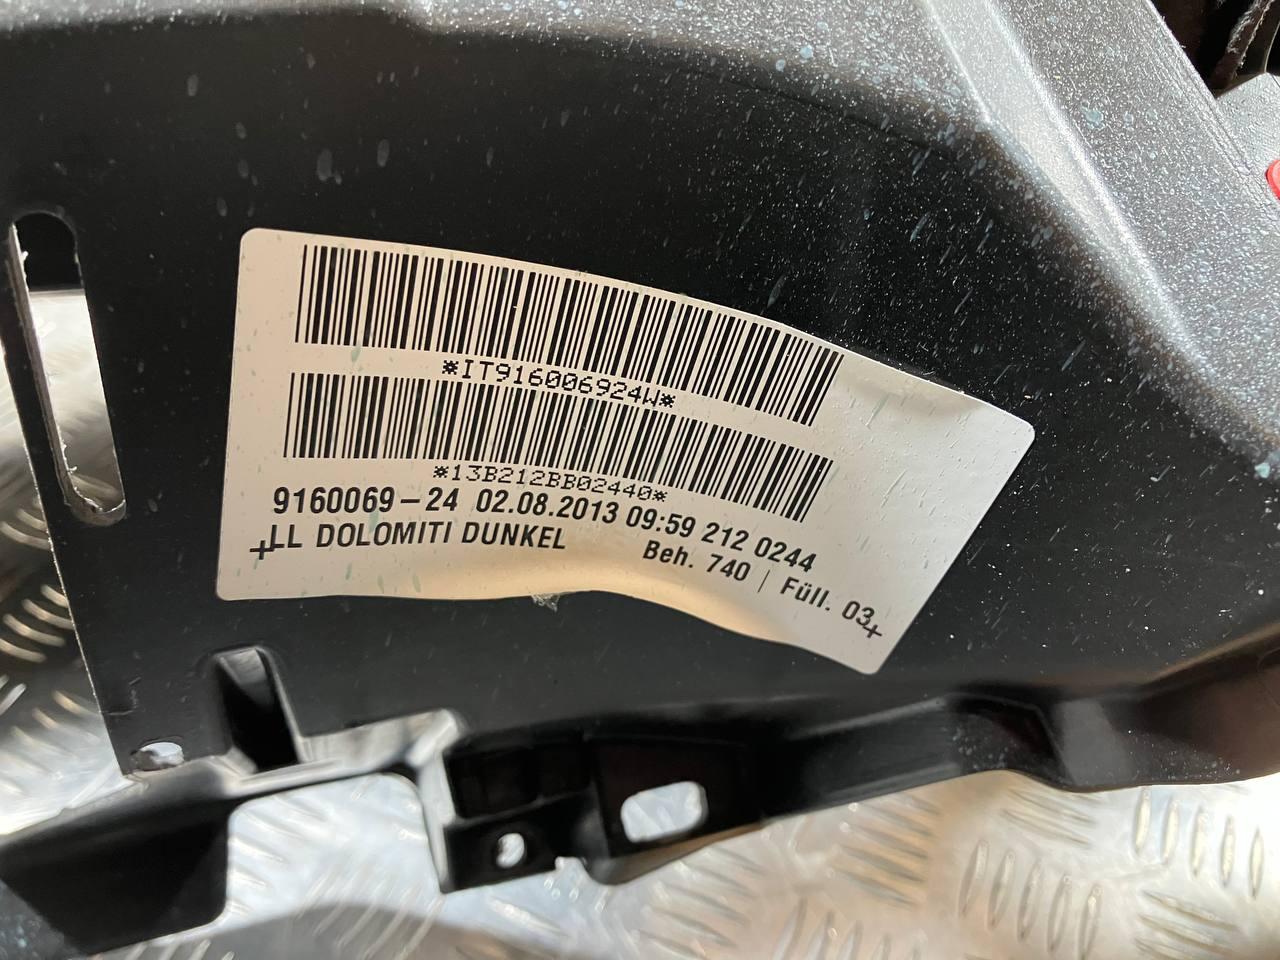 *IT916006924W*
*13B212BB02440*
9160069-24 02.08.2013 09:59 212 0244
LL DOLOMITI DUNKEL Beh. 740 | Füll. 03